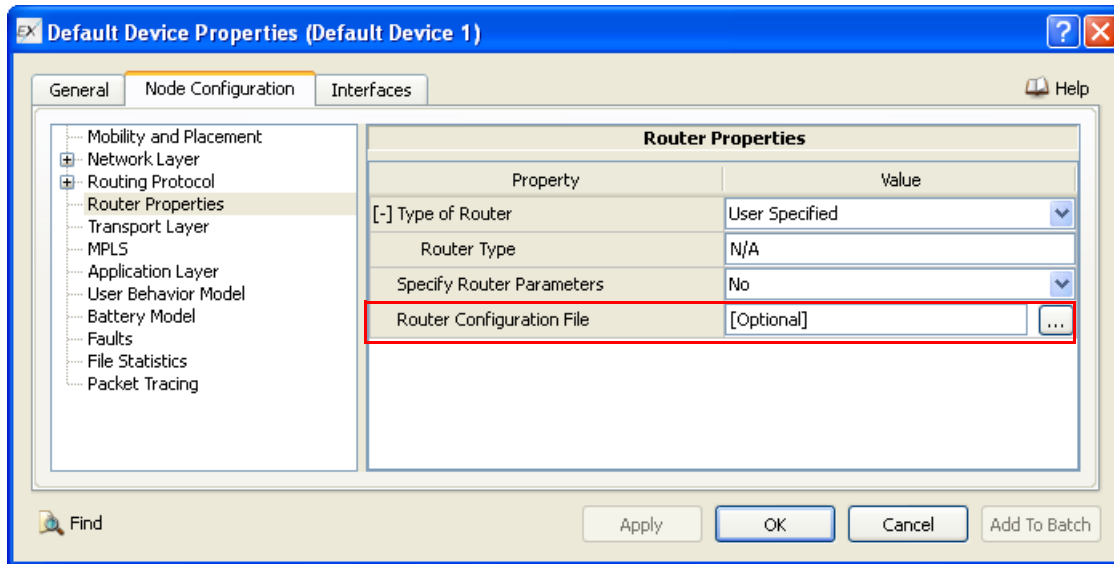 EX Default Device Properties (Default Device 1) ?
General Node Configuration Interfaces Help
Mobility and Placement
Network Layer
Routing Protocol
Router Properties
Transport Layer
MPLS
Application Layer
User Behavior Model
Battery Model
Faults
File Statistics
Packet Tracing
Router Properties
Property Value
[-] Type of Router User Specified
Router Type N/A
Specify Router Parameters No
Router Configuration File [Optional] ...
Find Apply OK Cancel Add To Batch